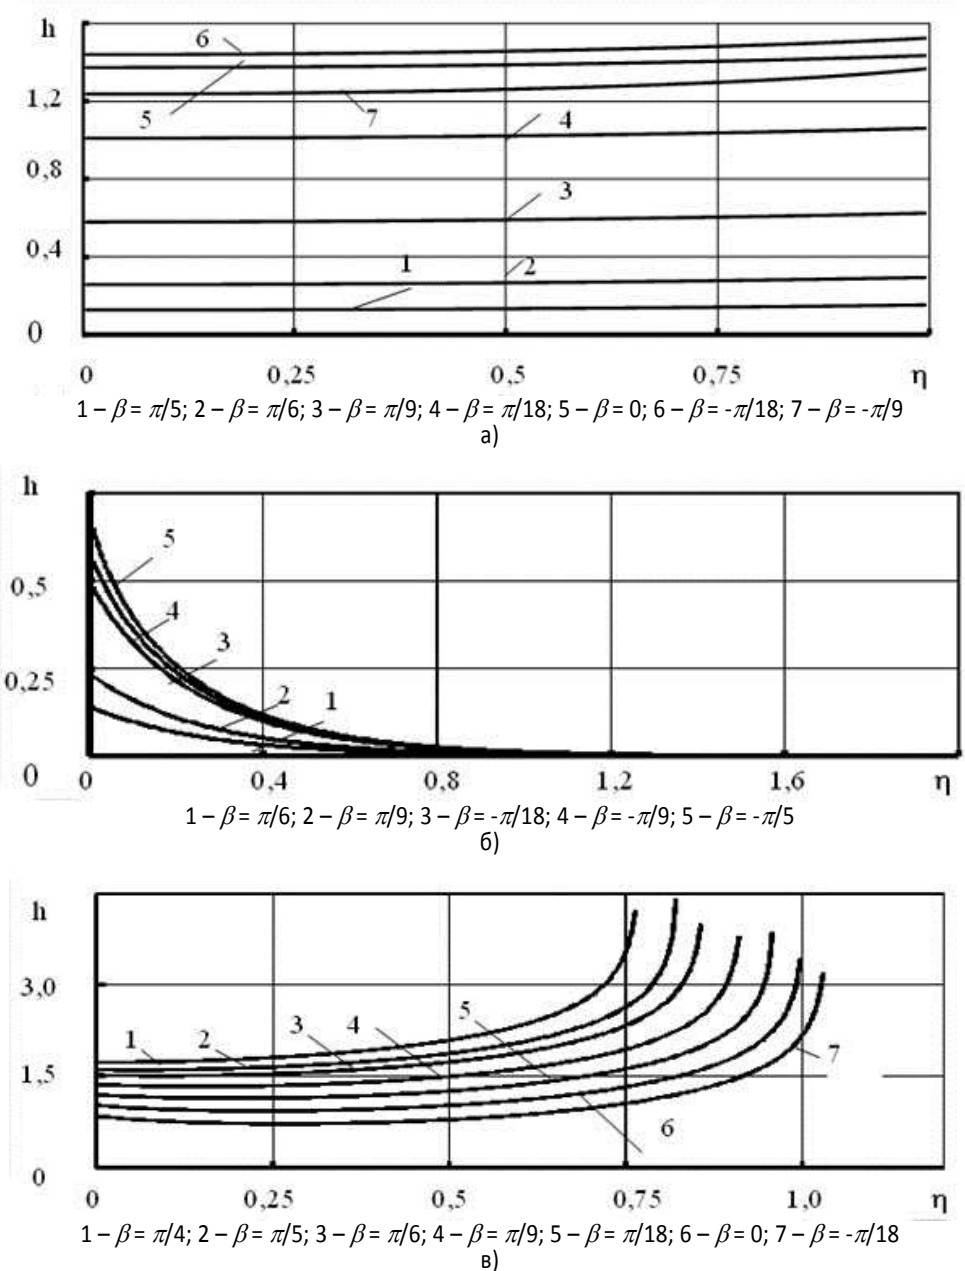 h
6
1,2
5
7
4
0,8
3
0,4
1
2
0
0 0,25 0,5 0,75 η
1 – β = π/5; 2 – β = π/6; 3 – β = π/9; 4 – β = π/18; 5 – β = 0; 6 – β = -π/18; 7 – β = -π/9
а)
h
5
0,5
4
3
0,25
2 1
0
0 0,4 0,8 1,2 1,6 η
1 – β = π/6; 2 – β = π/9; 3 – β = -π/18; 4 – β = -π/9; 5 – β = -π/5
б)
h
3,0
1 2 3 4 5
7
1,5
6
0
0 0,25 0,5 0,75 1,0 η
1 – β = π/4; 2 – β = π/5; 3 – β = π/6; 4 – β = π/9; 5 – β = π/18; 6 – β = 0; 7 – β = -π/18
в)